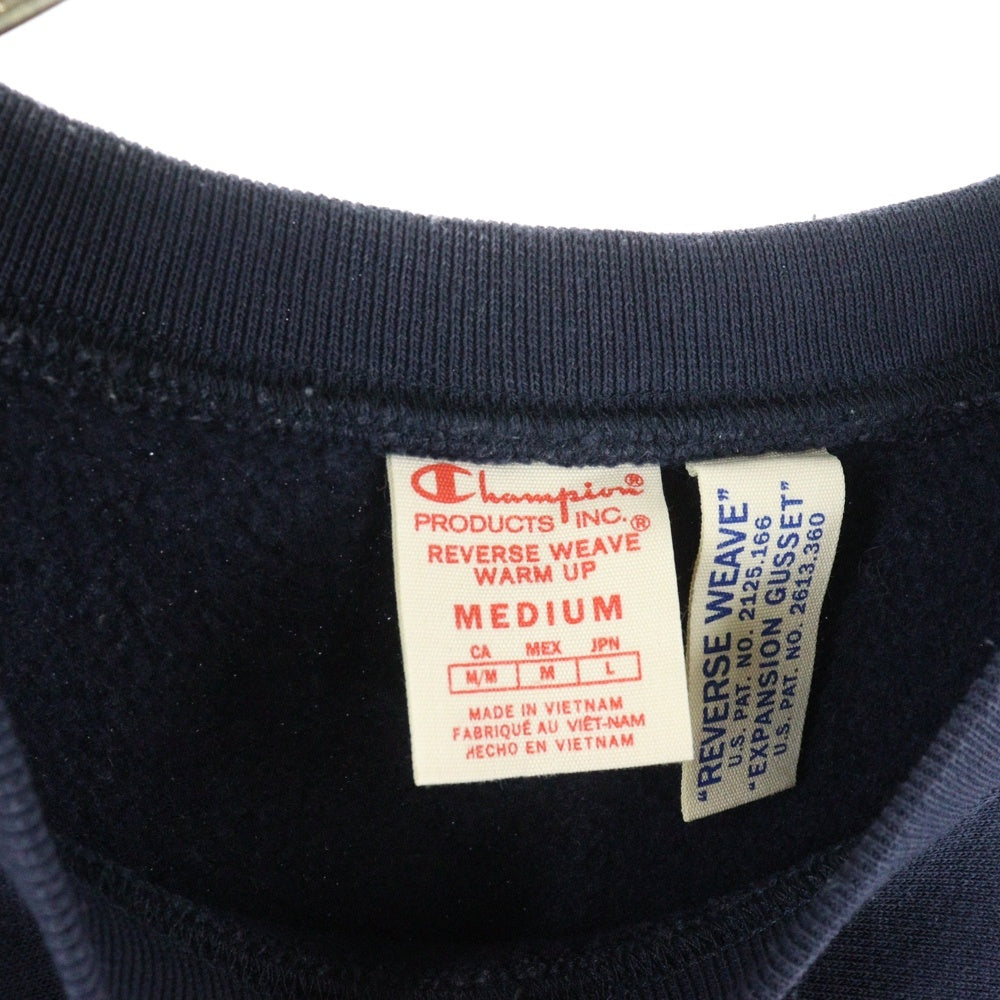 Champion®
PRODUCTS INC.®
REVERSE WEAVE
WARM UP
MEDIUM
CA MEX JPN
M/M M L
MADE IN VIETNAM
FABRIQUÉ AU VIÊT-NAM
HECHO EN VIETNAM
“REVERSE WEAVE”
U.S. PAT. NO. 2125.166
“EXPANSION GUSSET”
U.S. PAT. NO. 2613.360